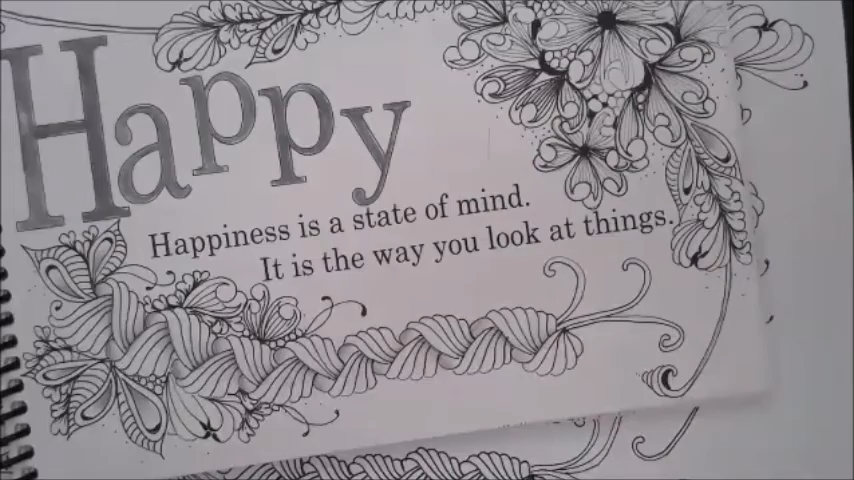 Happy
Happiness is a state of mind.
It is the way you look at things.